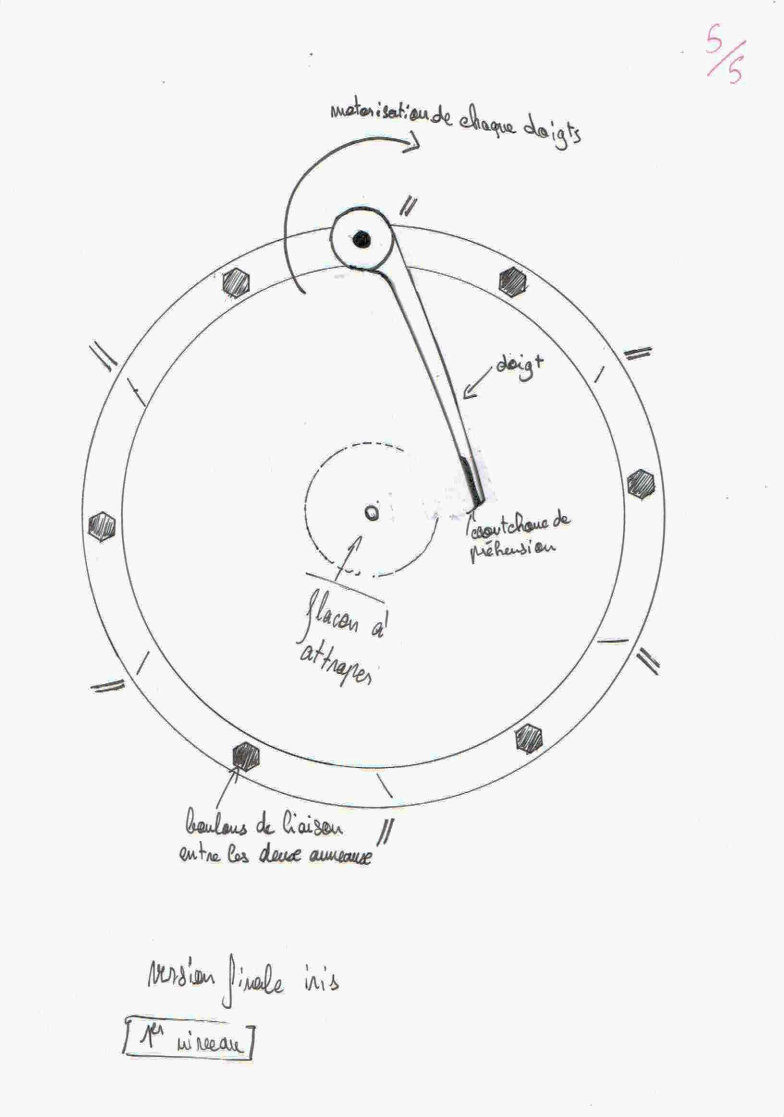 5/5
motorisation de chaque doigts
doigt
caoutchouc de
préhension
flacon à
attraper
boulons de liaison
entre les deux anneaux
version finale iris
1er niveau